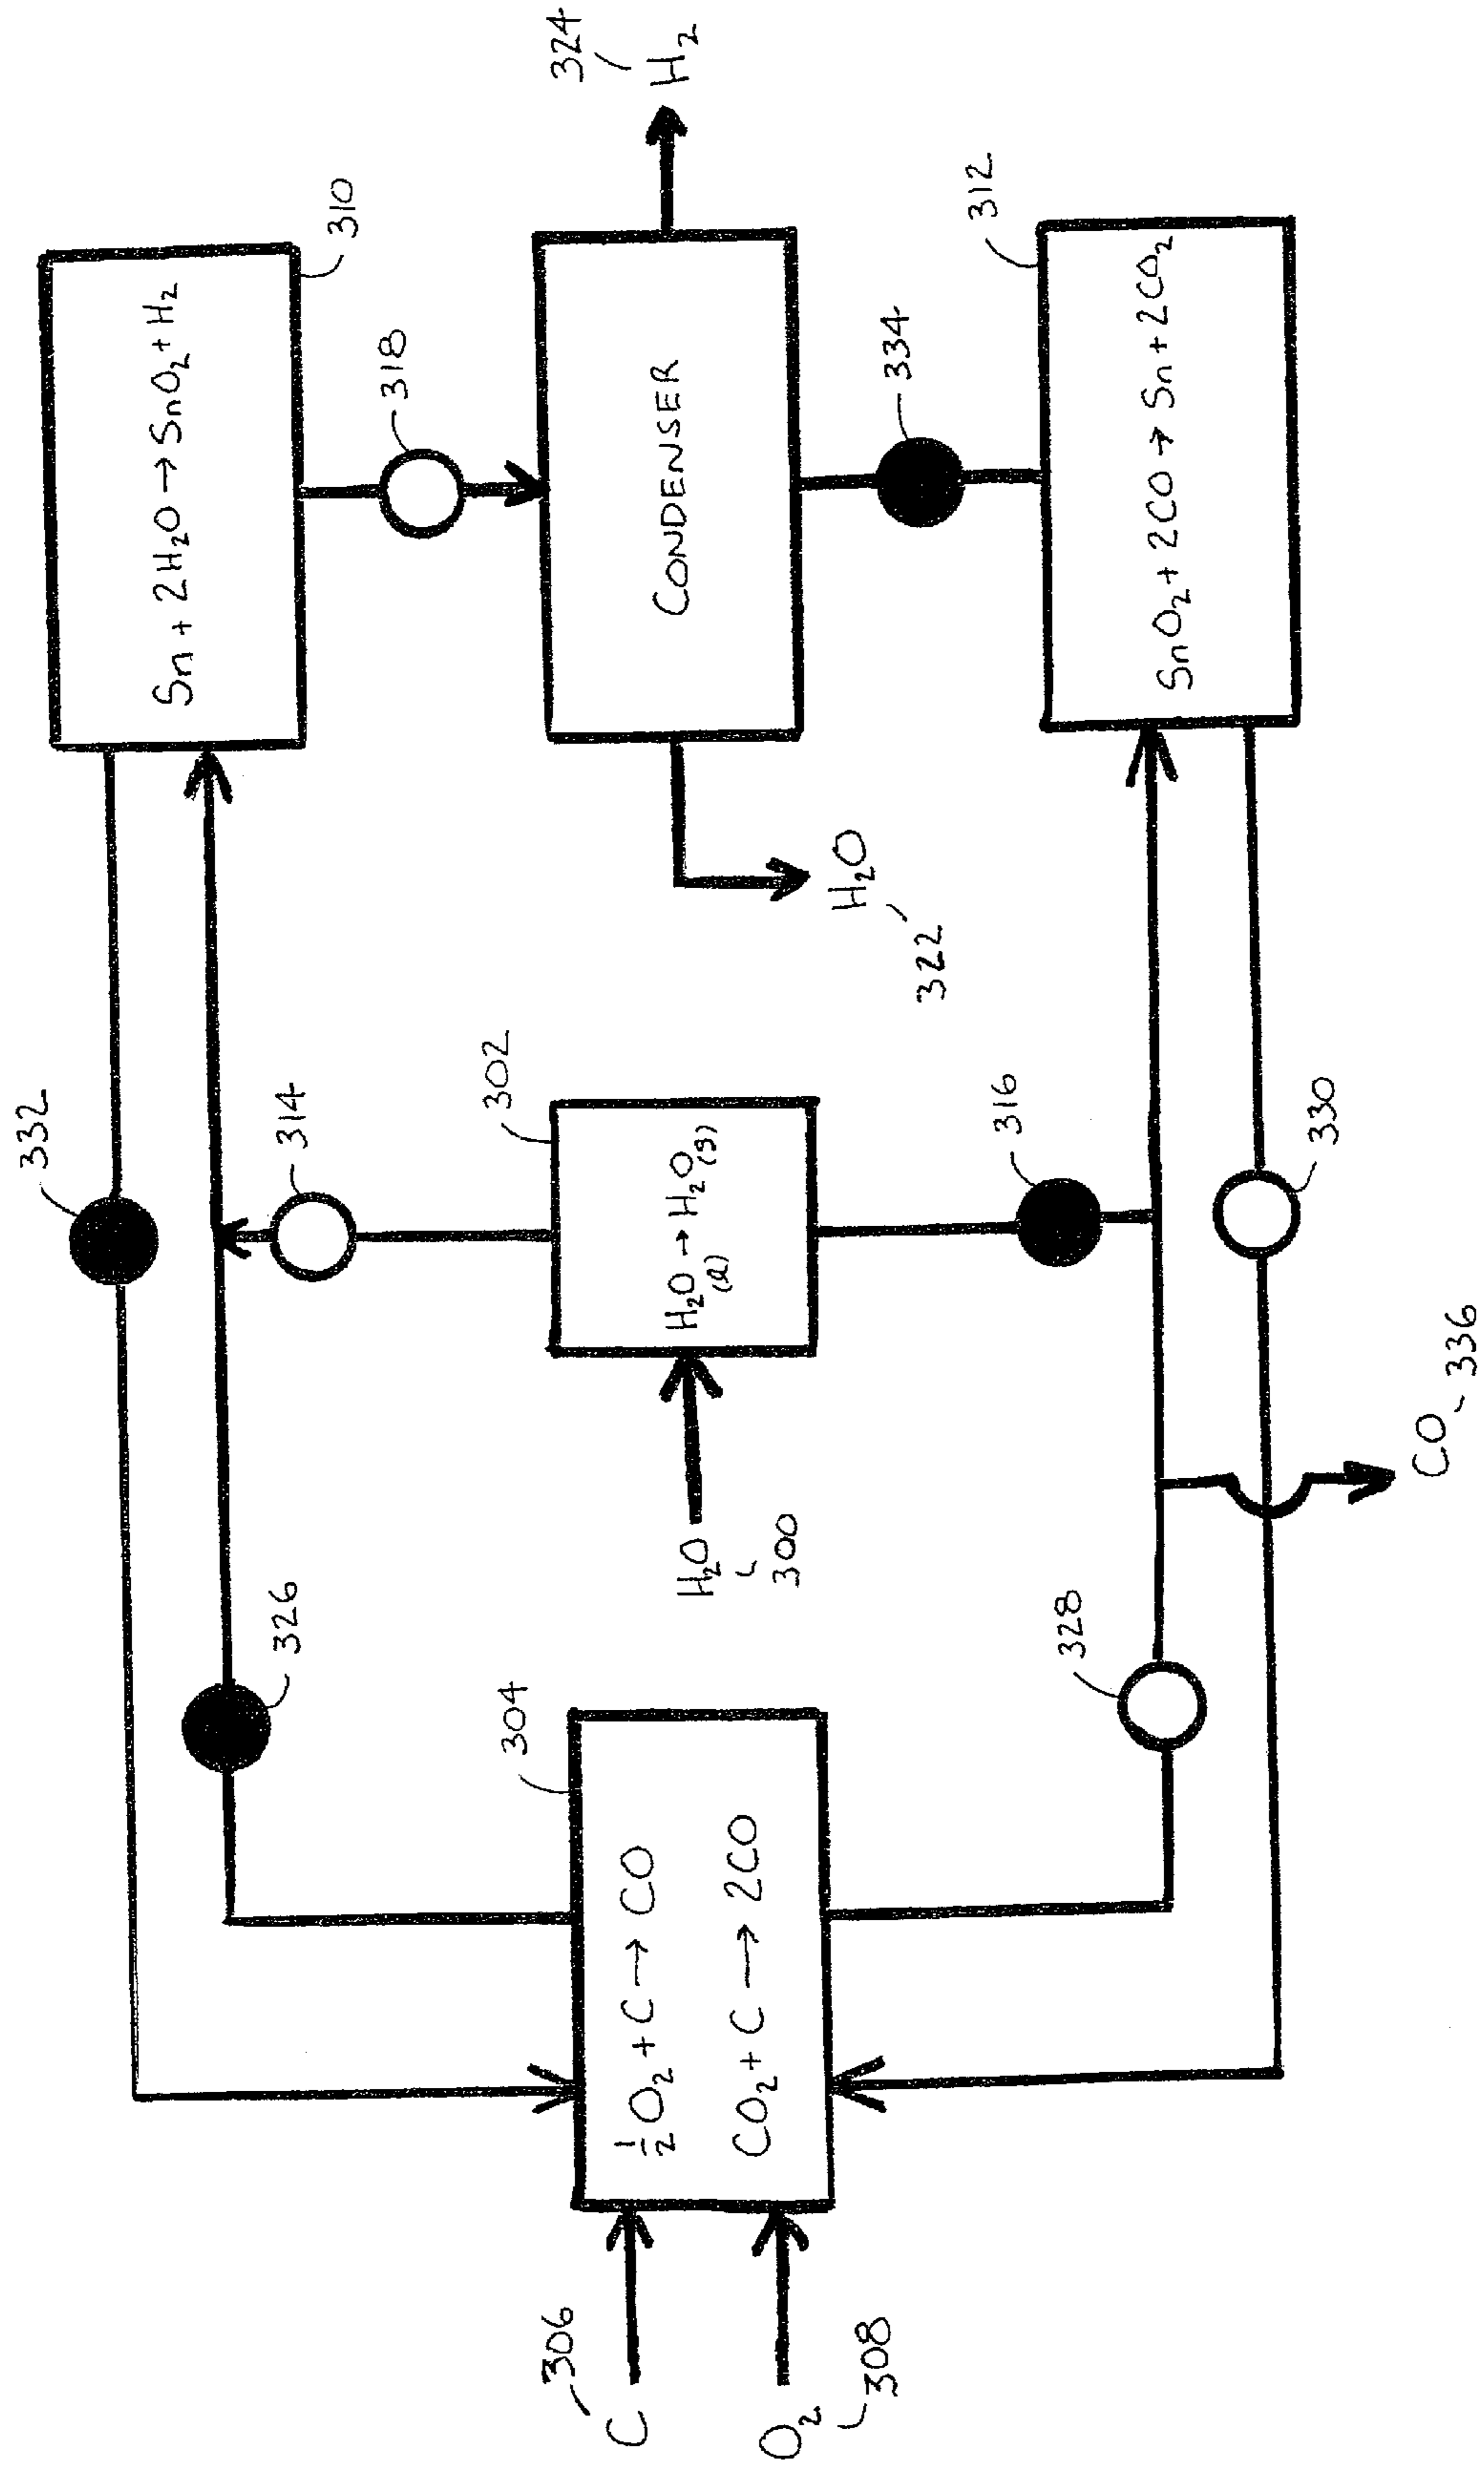 332
Sn + 2H₂O → SnO₂ + H₂
310
326
314
318
306
C
304
½O₂ + C → CO
CO₂ + C → 2CO
O₂
308
302
H₂O
300
H₂O → H₂O
(l) (g)
CONDENSER
324
H₂
H₂O
322
334
328
316
312
SnO₂ + 2CO → Sn + 2CO₂
330
CO
336